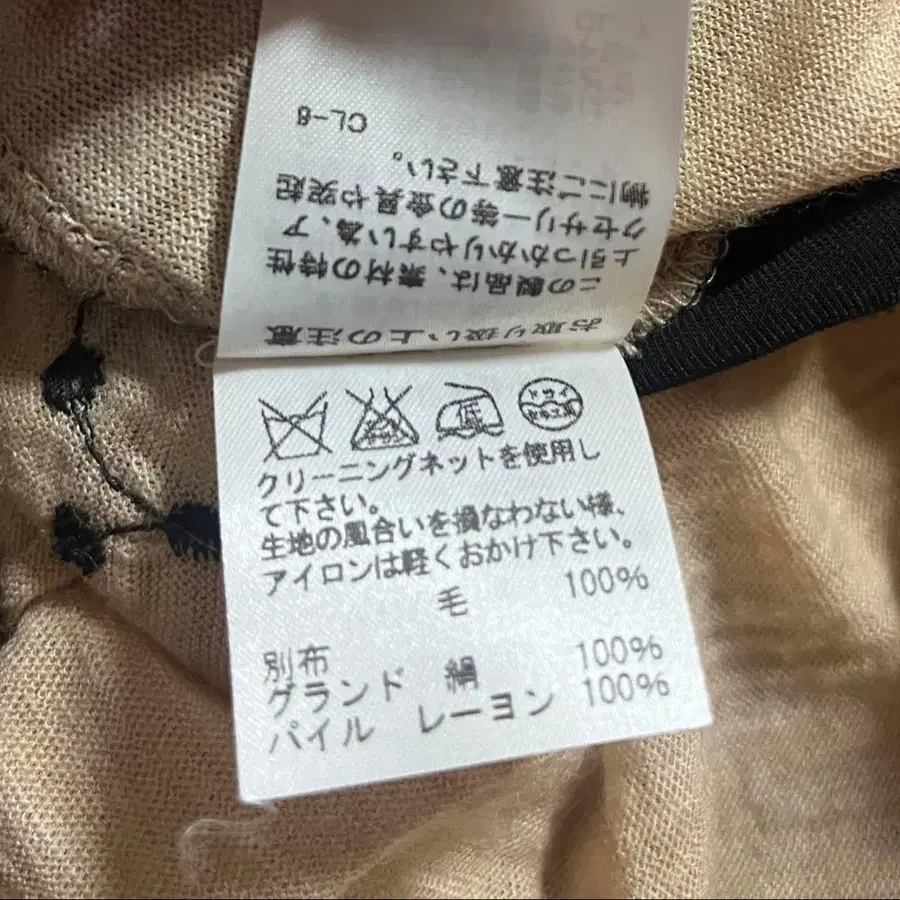 お取り扱い上の注意
この製品は、素材の特性
上引っかかりやすい為、ア
クセサリー等の金具や突起
物にご注意下さい。
CL-8
低
ドライ
セキユ系
クリーニングネットを使用し
て下さい。
生地の風合いを損なわない様、
アイロンは軽くおかけ下さい。
毛 100%
別布
グランド 絹 100%
パイル レーヨン 100%